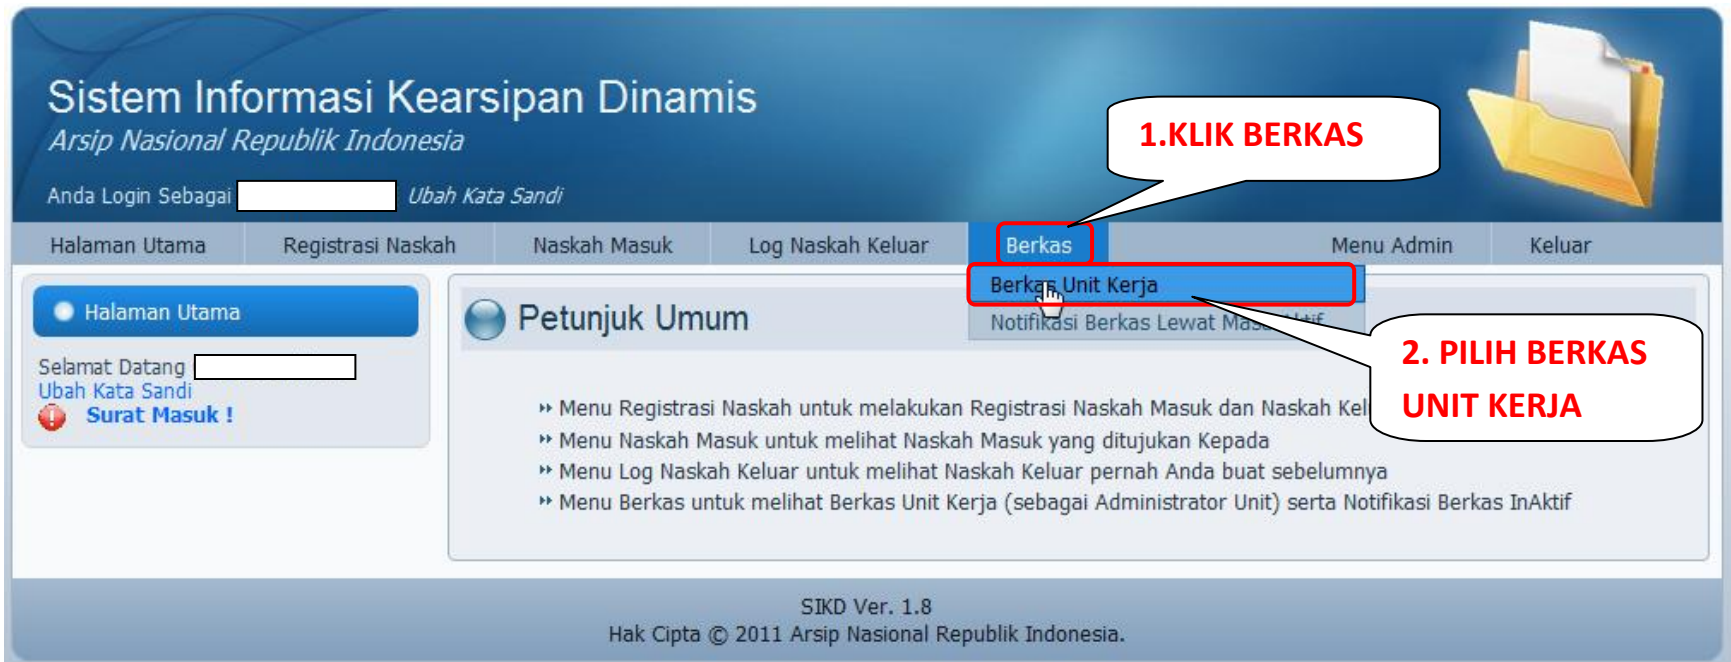 Sistem Informasi Kearsipan Dinamis
Arsip Nasional Republik Indonesia
1.KLIK BERKAS
Anda Login Sebagai Ubah Kata Sandi
Halaman Utama Registrasi Naskah Naskah Masuk Log Naskah Keluar Berkas Menu Admin Keluar
Berkas Unit Kerja
Notifikasi Berkas Lewat Masa Aktif
Halaman Utama
Petunjuk Umum
2. PILIH BERKAS
UNIT KERJA
Selamat Datang
Ubah Kata Sandi
Surat Masuk !
Menu Registrasi Naskah untuk melakukan Registrasi Naskah Masuk dan Naskah Kel
Menu Naskah Masuk untuk melihat Naskah Masuk yang ditujukan Kepada
Menu Log Naskah Keluar untuk melihat Naskah Keluar pernah Anda buat sebelumnya
Menu Berkas untuk melihat Berkas Unit Kerja (sebagai Administrator Unit) serta Notifikasi Berkas InAktif
SIKD Ver. 1.8
Hak Cipta © 2011 Arsip Nasional Republik Indonesia.